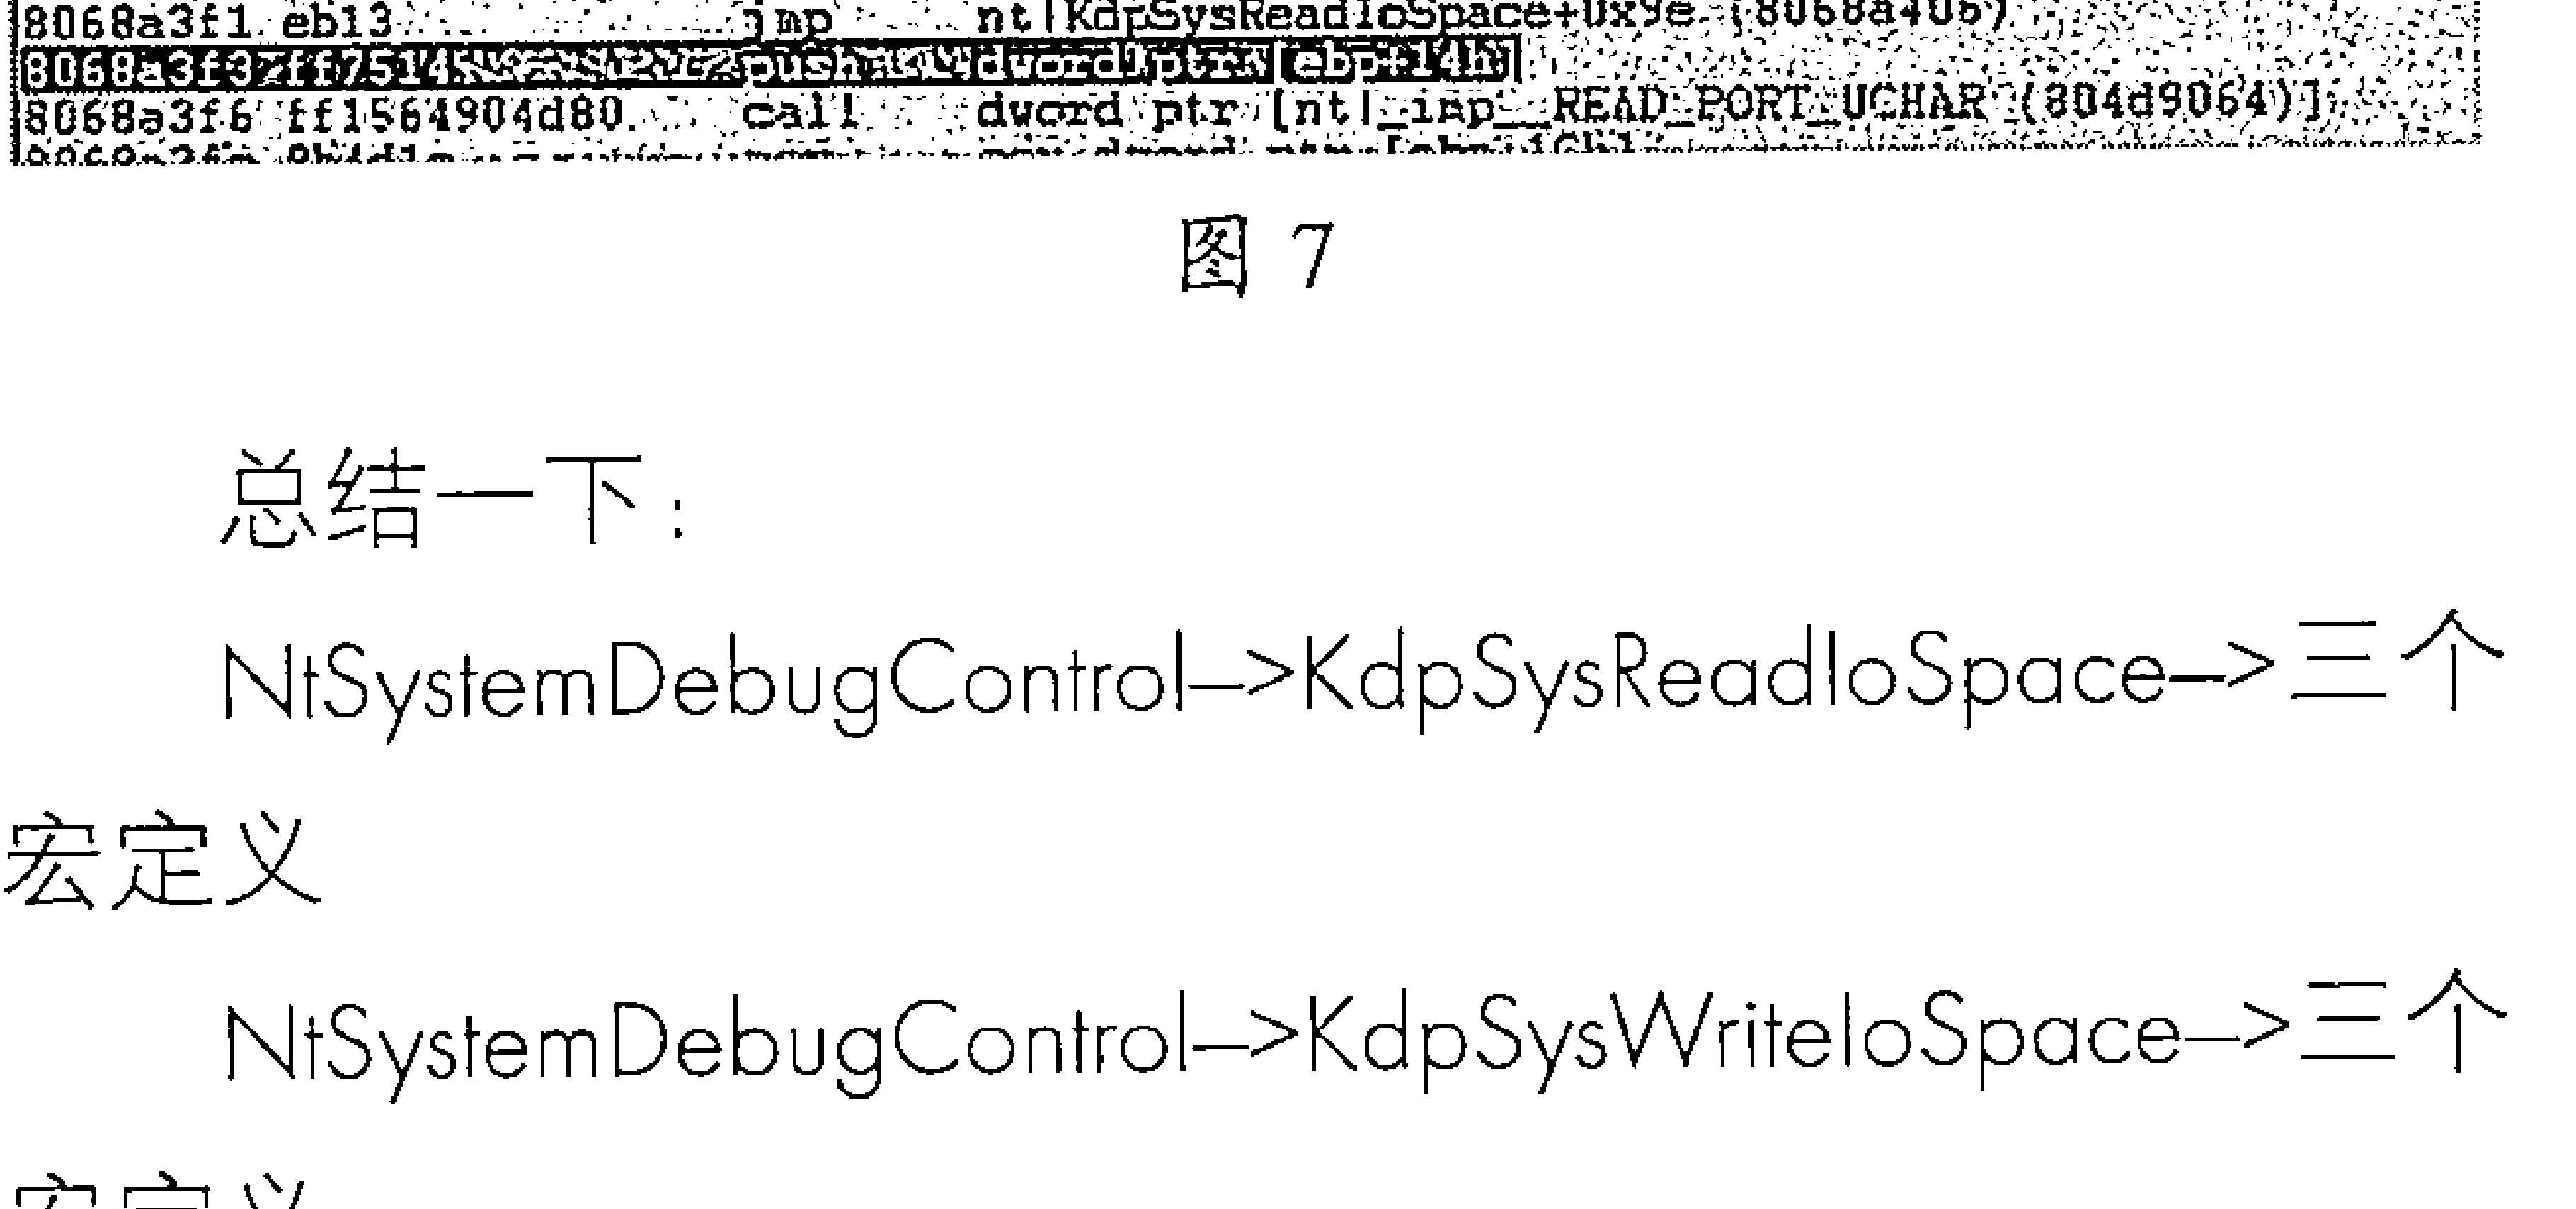 8068a3f1 eb13 jmp nt!KdpSysReadIoSpace+0x9e (8068a406)
8068a3f3 ff7514 push dword ptr [ebp+14h]
8068a3f6 ff1564904d80 call dword ptr [nt!_imp__READ_PORT_UCHAR (804d9064)]
图 7
总结一下:
NtSystemDebugControl—>KdpSysReadIoSpace—>三个
宏定义
NtSystemDebugControl—>KdpSysWriteIoSpace—>三个